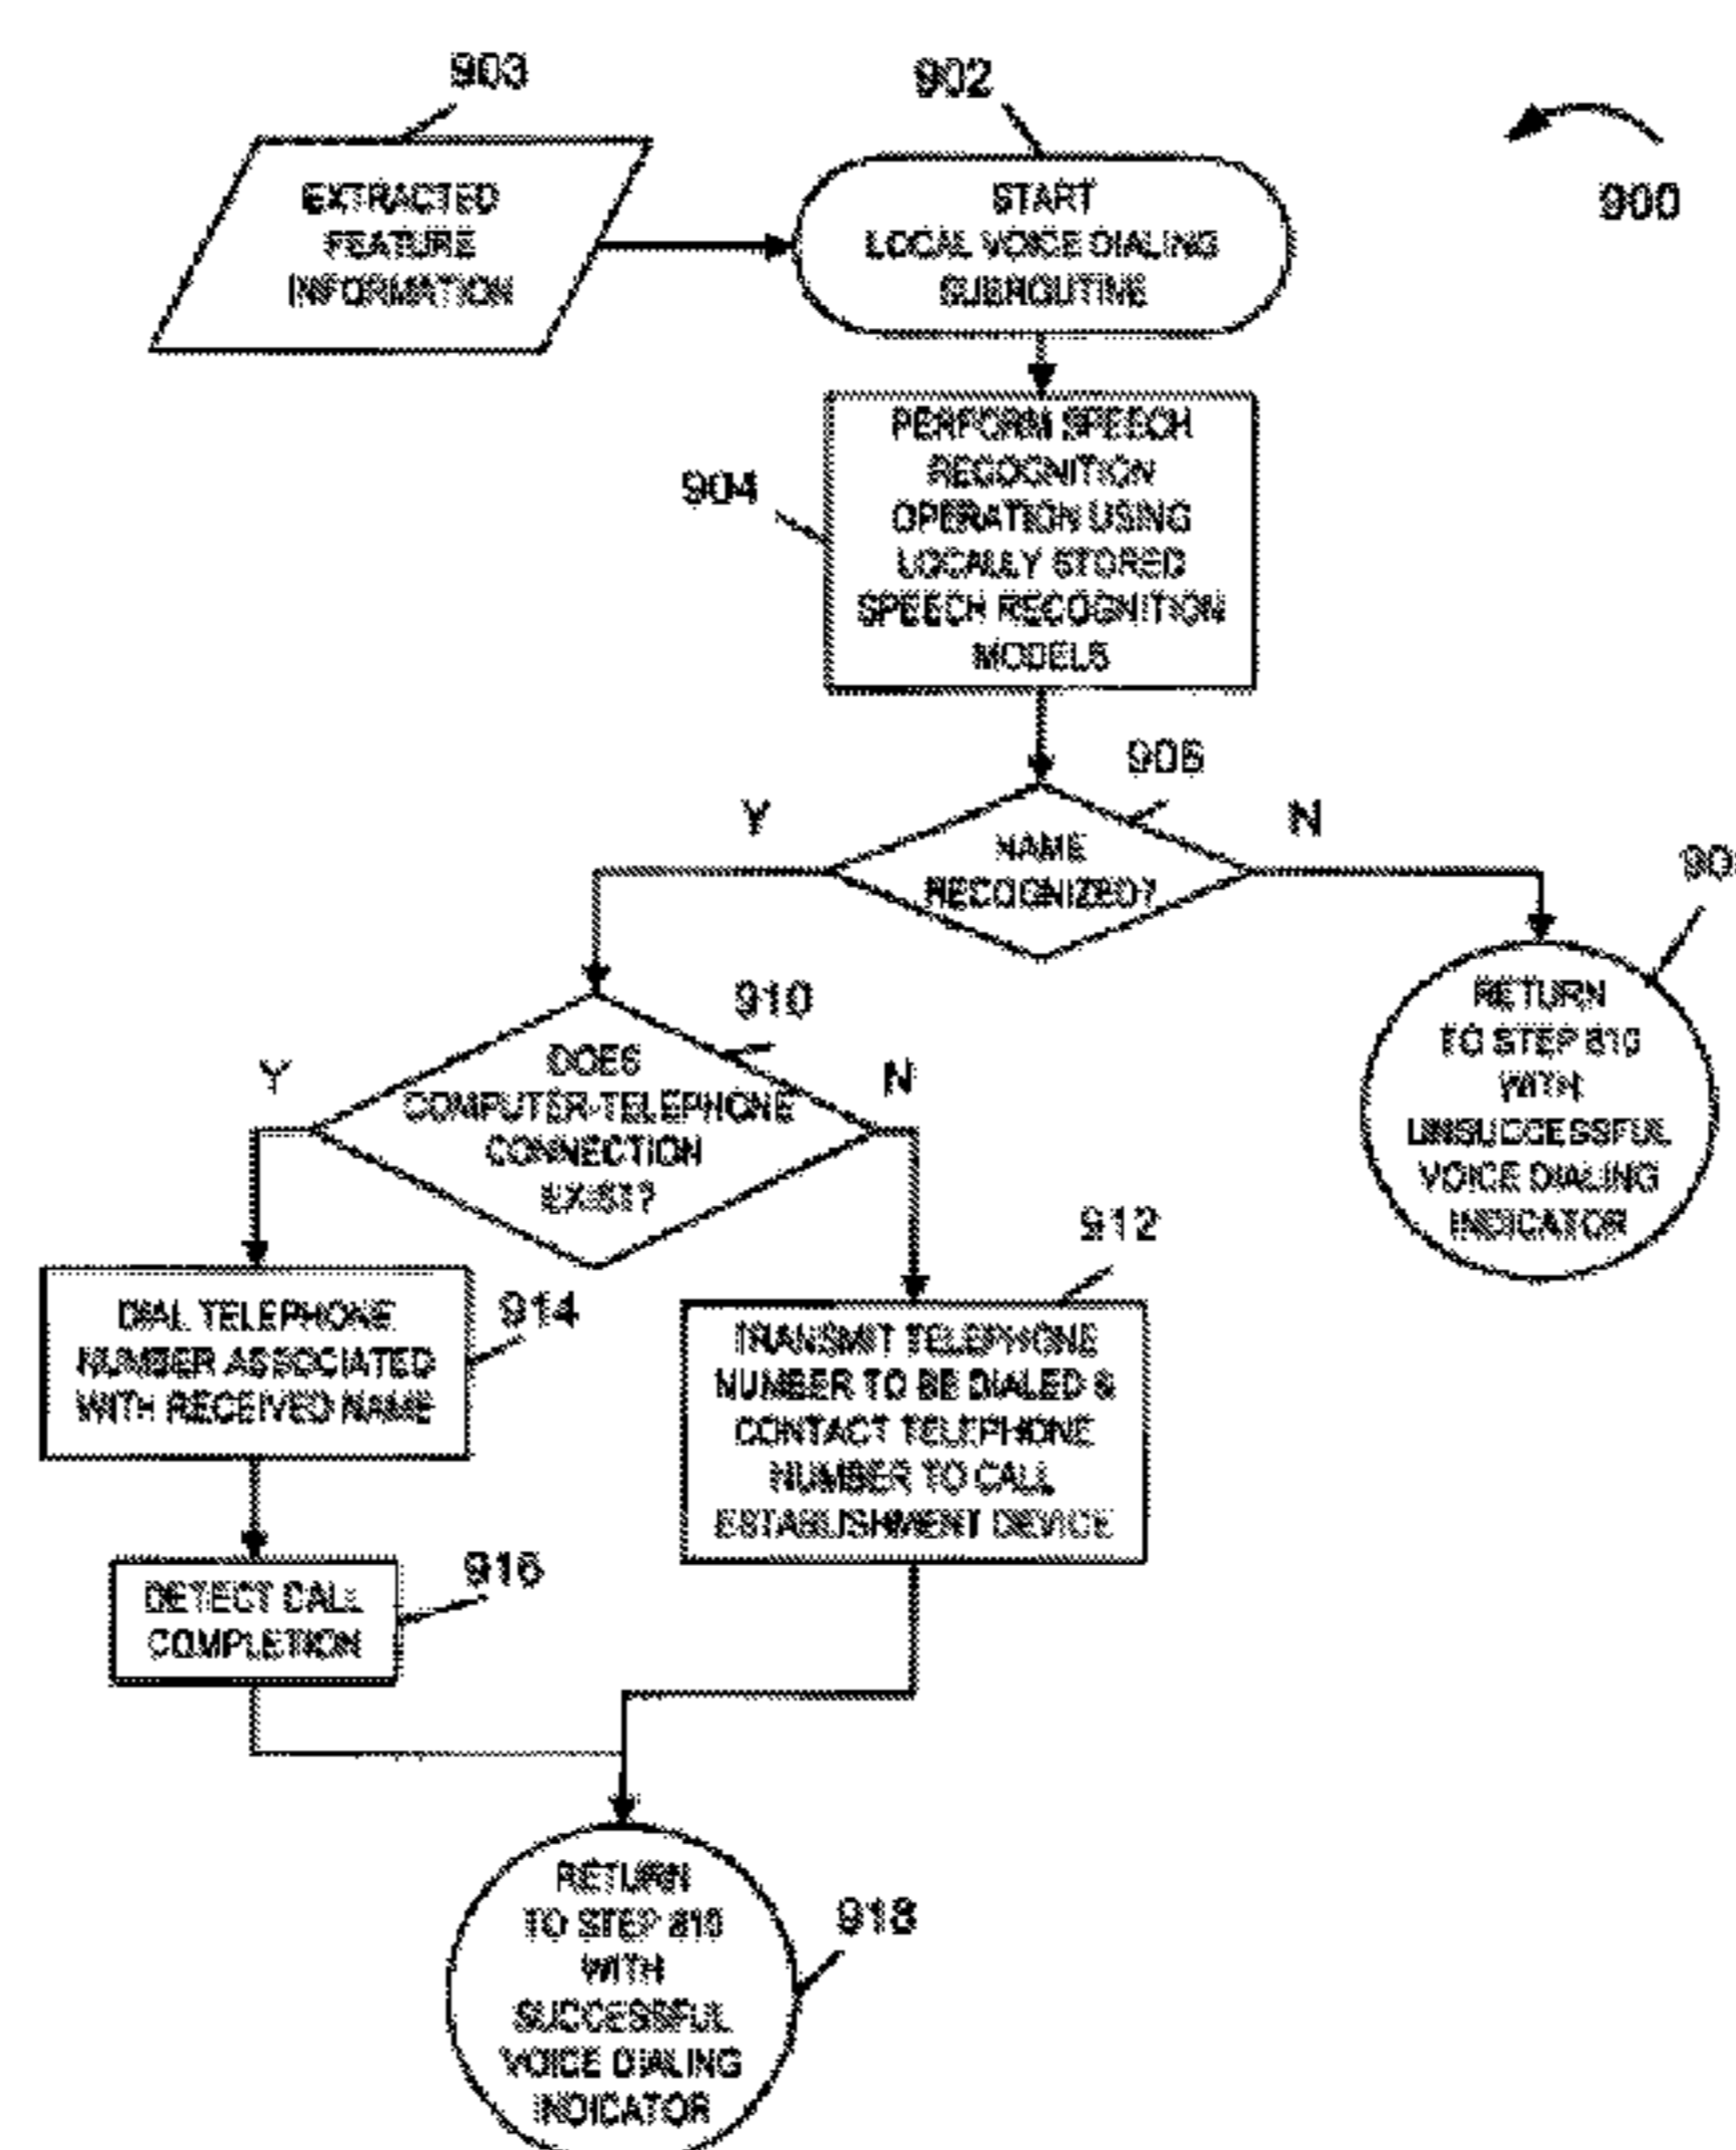 903
902
900
EXTRACTED
FEATURE
INFORMATION
START
LOCAL VOICE DIALING
SUBROUTINE
904
PERFORM SPEECH
RECOGNITION
OPERATION USING
LOCALLY STORED
SPEECH RECOGNITION
MODELS
906
Y
N
NAME
RECOGNIZED?
910
Y
N
DOES
COMPUTER-TELEPHONE
CONNECTION
EXIST?
RETURN
TO STEP 810
WITH
UNSUCCESSFUL
VOICE DIALING
INDICATOR
912
914
DIAL TELEPHONE
NUMBER ASSOCIATED
WITH RECEIVED NAME
TRANSMIT TELEPHONE
NUMBER TO BE DIALED &
CONTACT TELEPHONE
NUMBER TO CALL
ESTABLISHMENT DEVICE
916
DETECT CALL
COMPLETION
918
RETURN
TO STEP 810
WITH
SUCCESSFUL
VOICE DIALING
INDICATOR